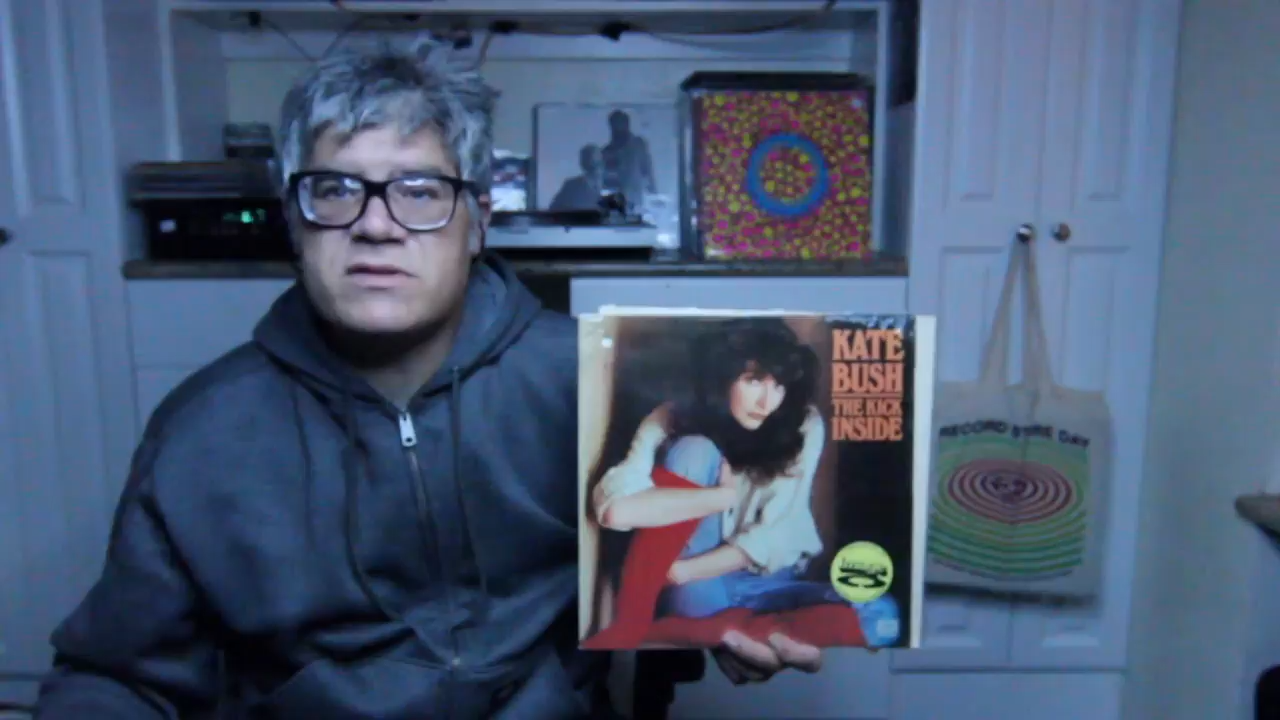 KATE
BUSH
THE KICK
INSIDE
RECORD STORE DAY